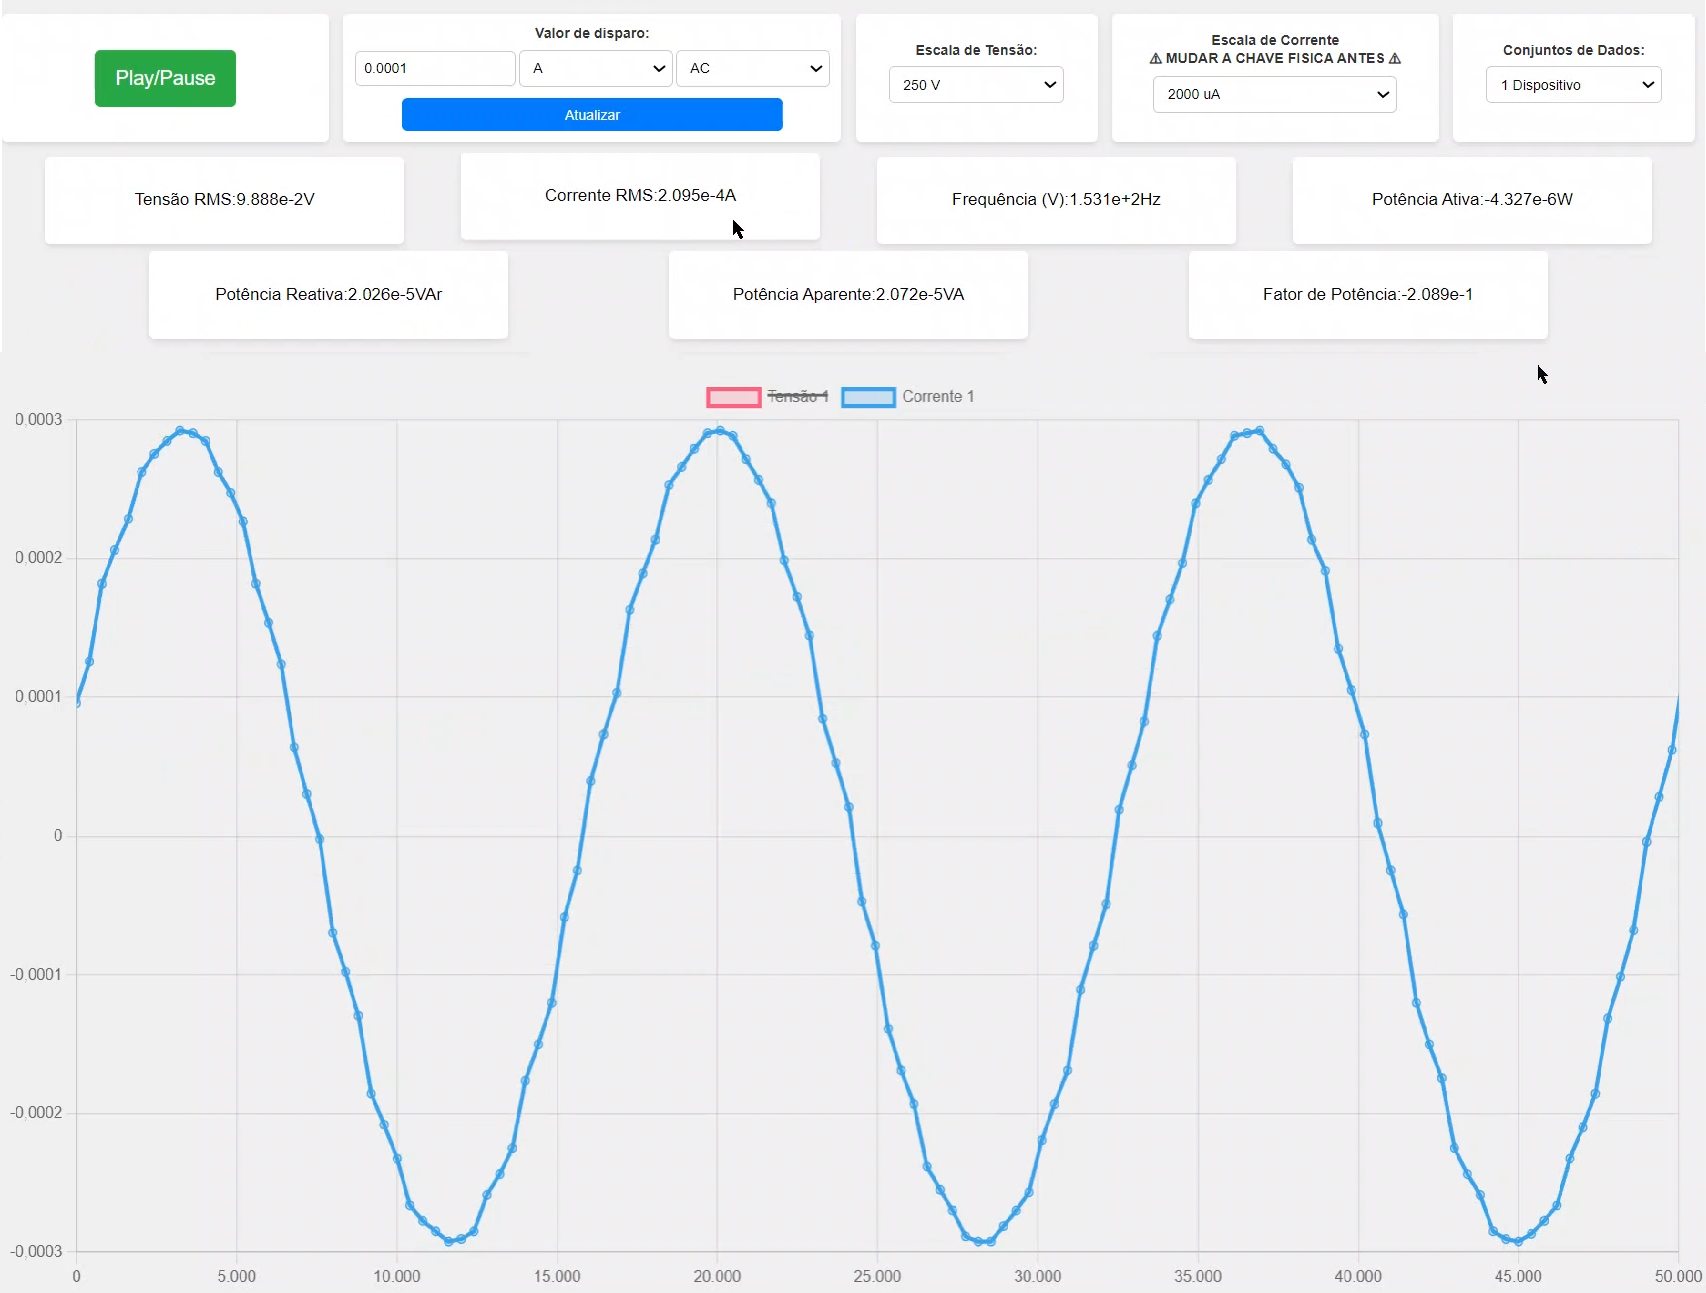 Play/Pause
Valor de disparo:
0.0001
A
AC
Atualizar
Escala de Tensão:
250 V
Escala de Corrente
⚠ MUDAR A CHAVE FISICA ANTES ⚠
2000 uA
Conjuntos de Dados:
1 Dispositivo
Tensão RMS:9.888e-2V
Corrente RMS:2.095e-4A
Frequência (V):1.531e+2Hz
Potência Ativa:-4.327e-6W
Potência Reativa:2.026e-5VAr
Potência Aparente:2.072e-5VA
Fator de Potência:-2.089e-1
Tensão 1
Corrente 1
0,0003
0,0002
0,0001
0
-0,0001
-0,0002
-0,0003
0
5.000
10.000
15.000
20.000
25.000
30.000
35.000
40.000
45.000
50.000